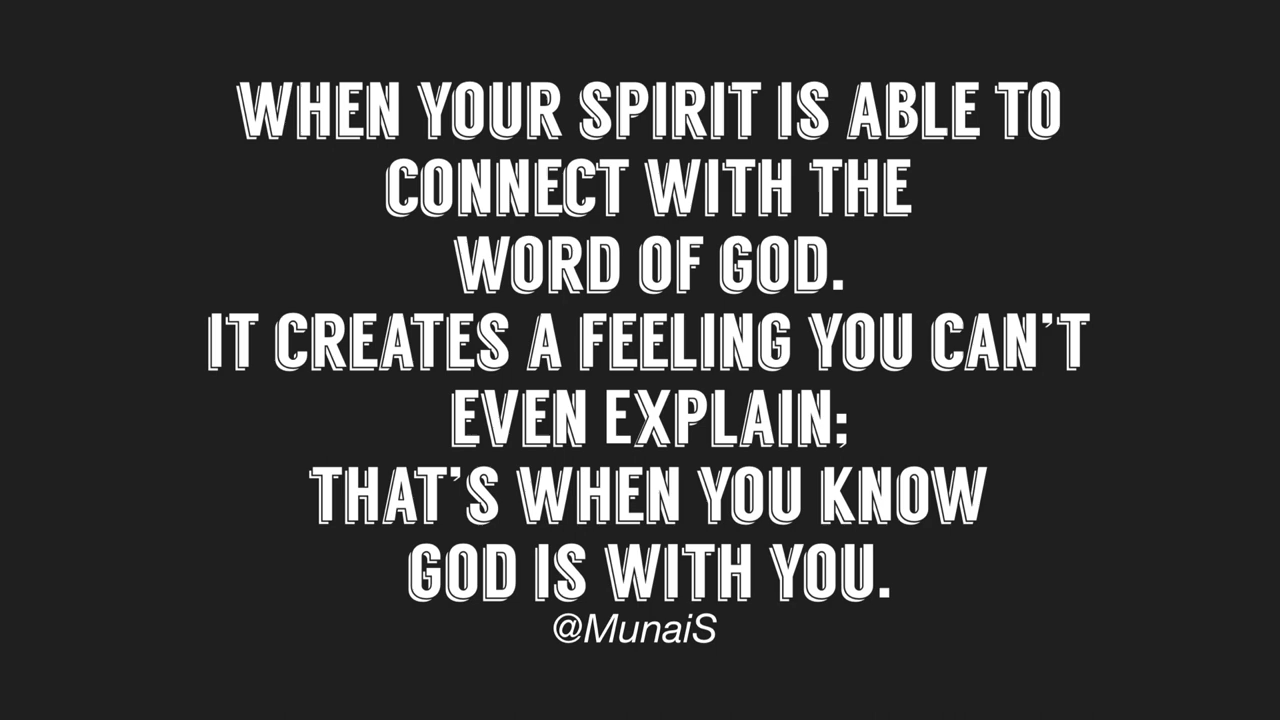 WHEN YOUR SPIRIT IS ABLE TO
CONNECT WITH THE
WORD OF GOD.
IT CREATES A FEELING YOU CAN'T
EVEN EXPLAIN;
THAT'S WHEN YOU KNOW
GOD IS WITH YOU.
@MunaiS